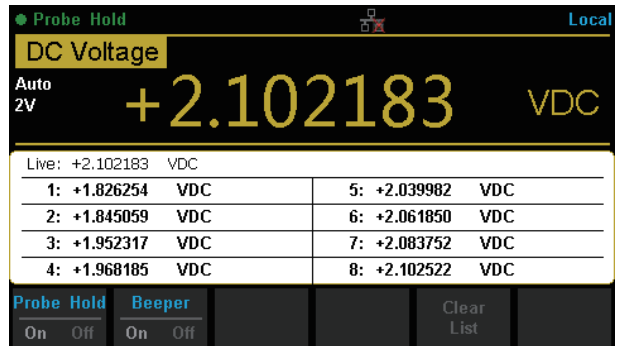 Probe Hold Local
DC Voltage
Auto
2V
+2.102183 VDC
Live: +2.102183 VDC
1: +1.826254 VDC
2: +1.845059 VDC
3: +1.952317 VDC
4: +1.968185 VDC
5: +2.039982 VDC
6: +2.061850 VDC
7: +2.083752 VDC
8: +2.102522 VDC
Probe Hold
On Off
Beeper
On Off
Clear
List